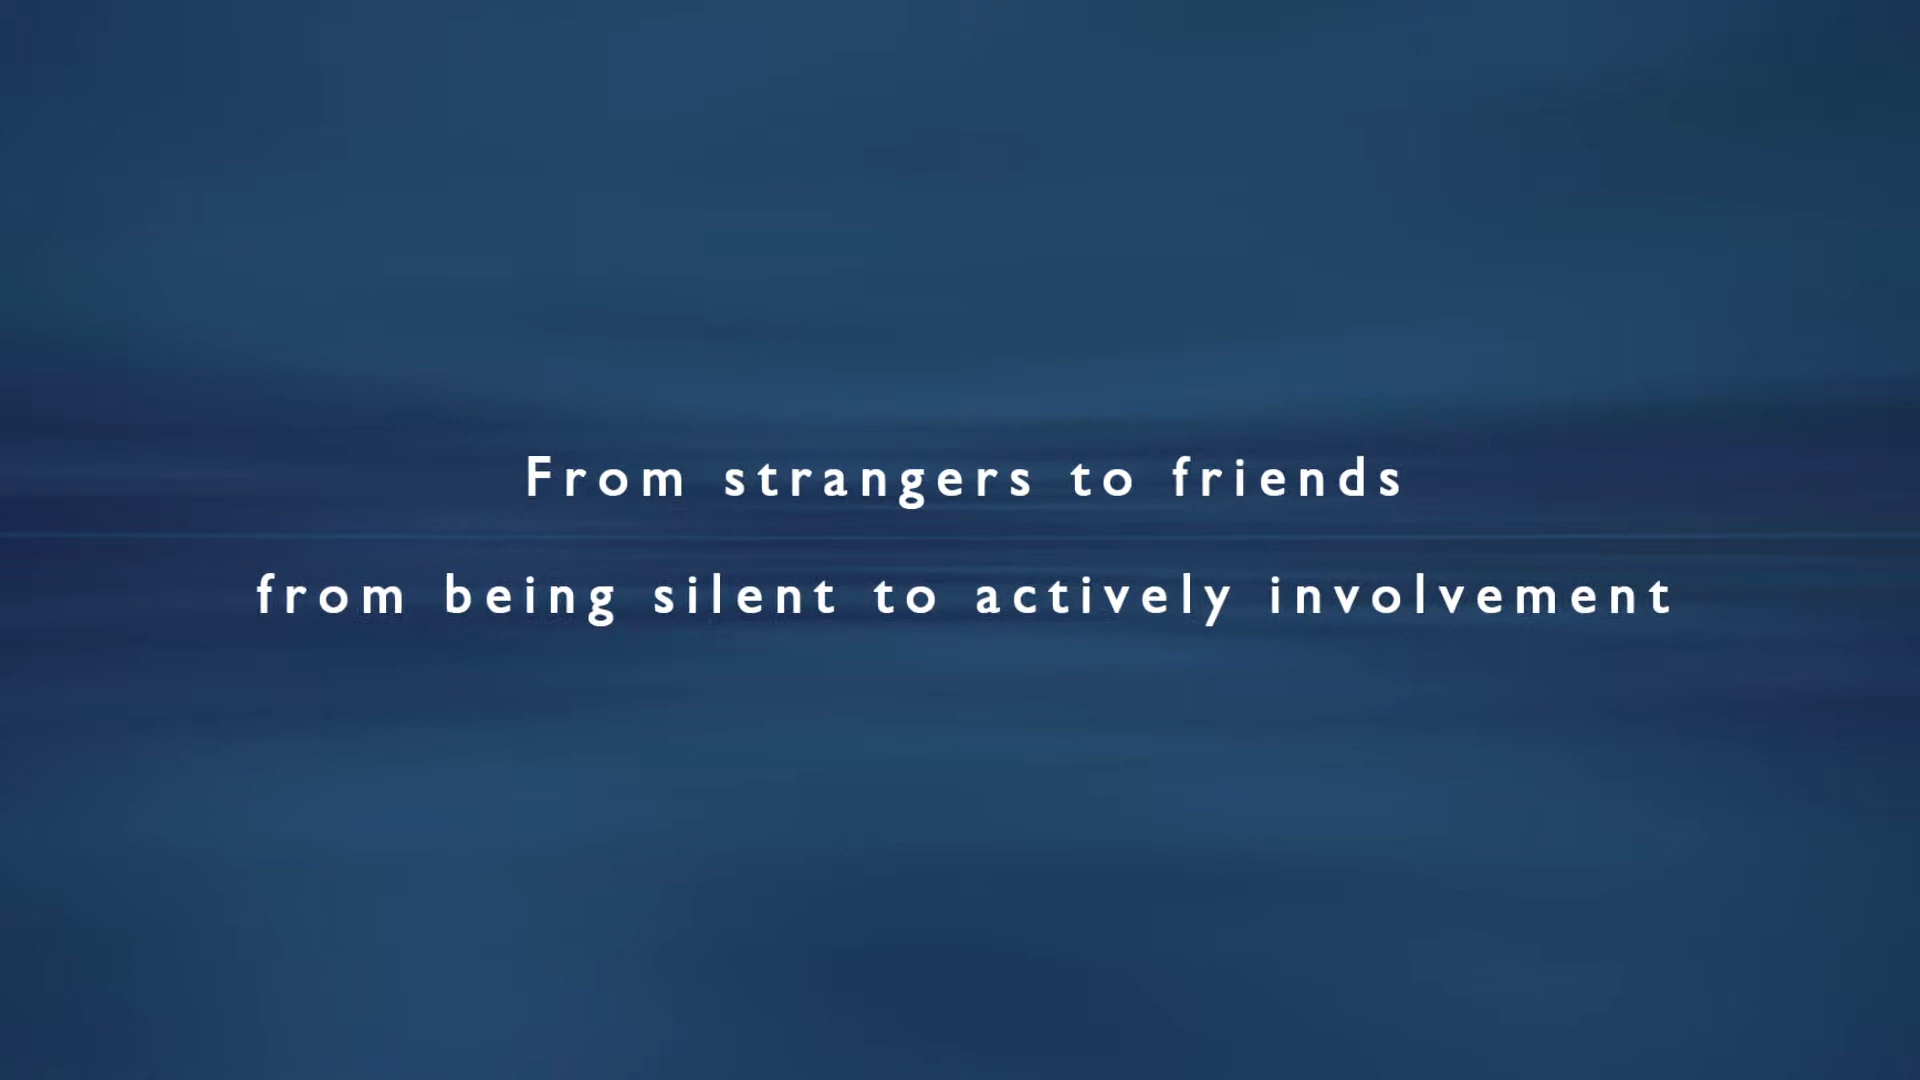 From strangers to friends
from being silent to actively involvement